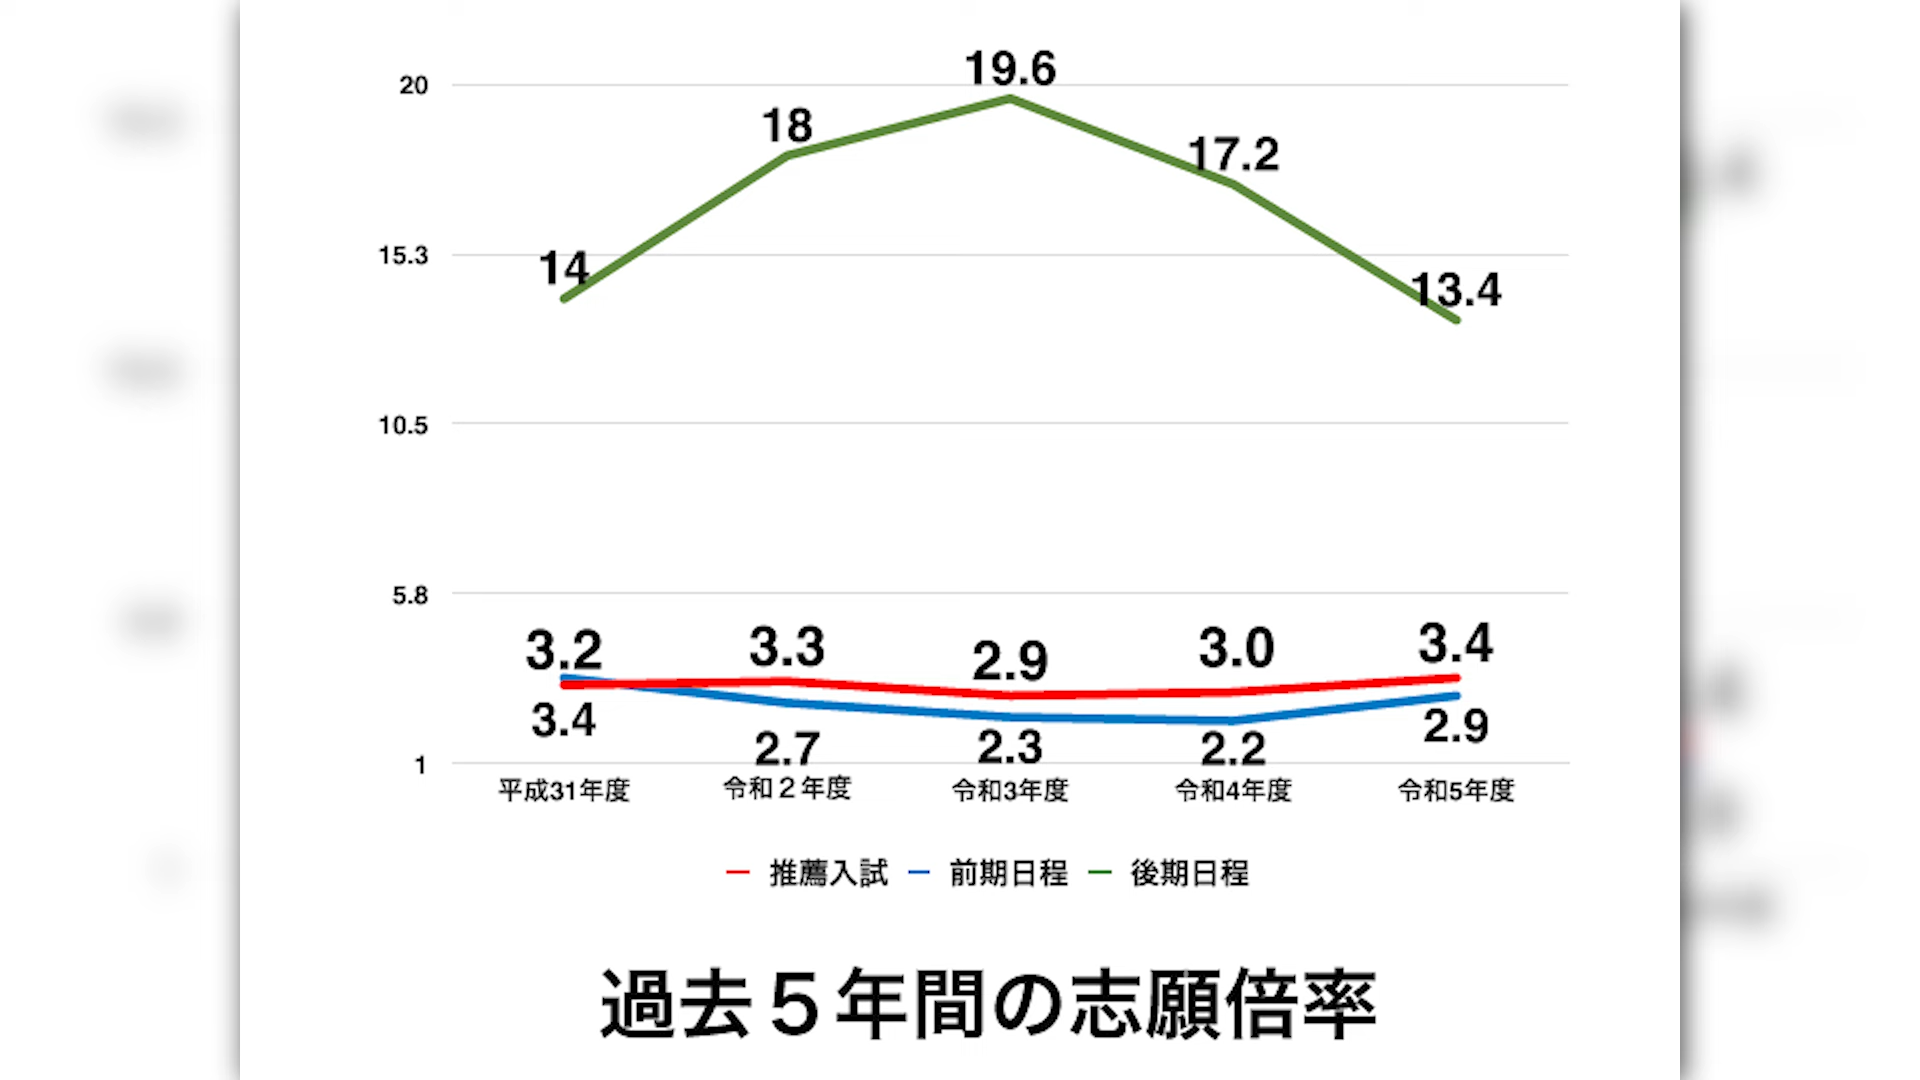 19.6
20
18
17.2
15.3
14
13.4
10.5
5.8
3.2 3.3 2.9 3.0 3.4
3.4 2.7 2.3 2.2 2.9
1
平成31年度 令和２年度 令和3年度 令和4年度 令和5年度
推薦入試 前期日程 後期日程
過去５年間の志願倍率